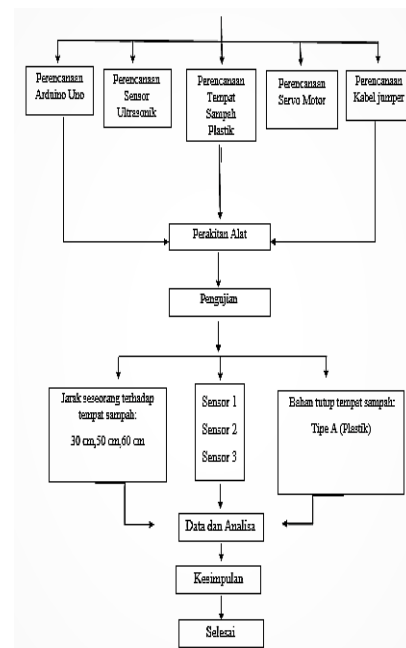 Perencanaan
Arduino Uno
Perencanaan
Sensor
Ultrasonik
Perencanaan
Tempat
Sampah
Plastik
Perencanaan
Servo Motor
Perencanaan
Kabel jumper
Perakitan Alat
Pengujian
Jarak seseorang terhadap
tempat sampah:
30 cm,50 cm,60 cm
Sensor 1
Sensor 2
Sensor 3
Bahan tutup tempat sampah:
Tipe A (Plastik)
Data dan Analisa
Kesimpulan
Selesai